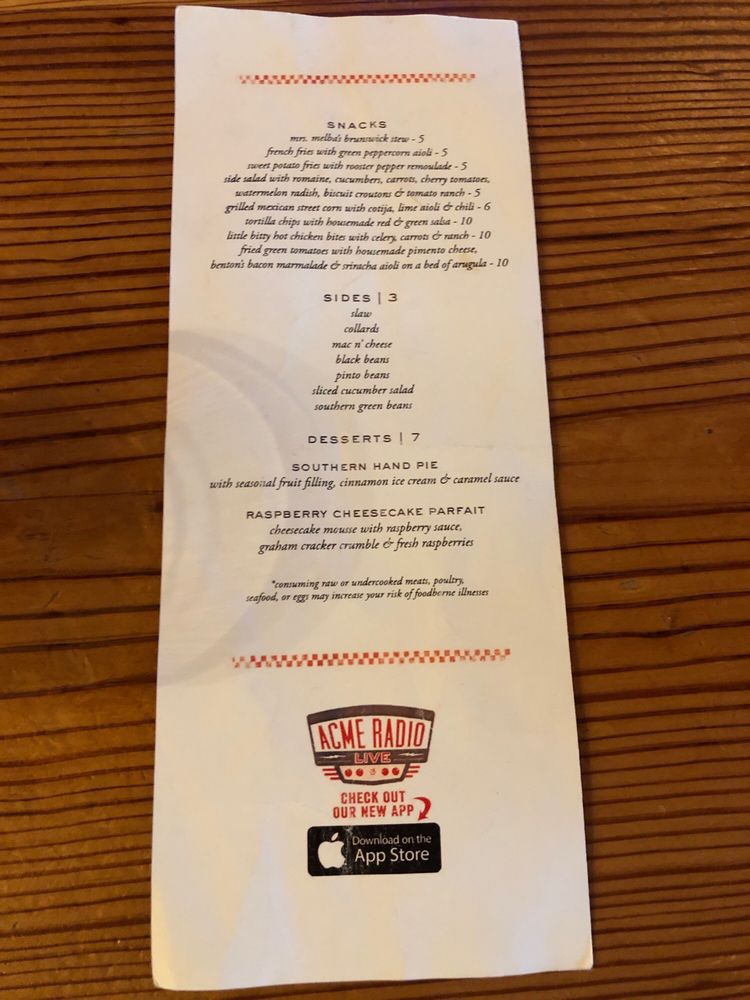 SNACKS
mrs. melba's brunswick stew - 5
french fries with green peppercorn aioli - 5
sweet potato fries with rooster pepper remoulade - 5
side salad with romaine, cucumbers, carrots, cherry tomatoes,
watermelon radish, biscuit croutons & tomato ranch - 5
grilled mexican street corn with cotija, lime aioli & chili - 6
tortilla chips with housemade red & green salsa - 10
little bitty hot chicken bites with celery, carrots & ranch - 10
fried green tomatoes with housemade pimento cheese,
benton's bacon marmalade & sriracha aioli on a bed of arugula - 10
SIDES | 3
slaw
collards
mac n' cheese
black beans
pinto beans
sliced cucumber salad
southern green beans
DESSERTS | 7
SOUTHERN HAND PIE
with seasonal fruit filling, cinnamon ice cream & caramel sauce
RASPBERRY CHEESECAKE PARFAIT
cheesecake mousse with raspberry sauce,
graham cracker crumble & fresh raspberries
*consuming raw or undercooked meats, poultry,
seafood, or eggs may increase your risk of foodborne illnesses
ACME RADIO
LIVE
CHECK OUT
OUR NEW APP
Download on the
App Store